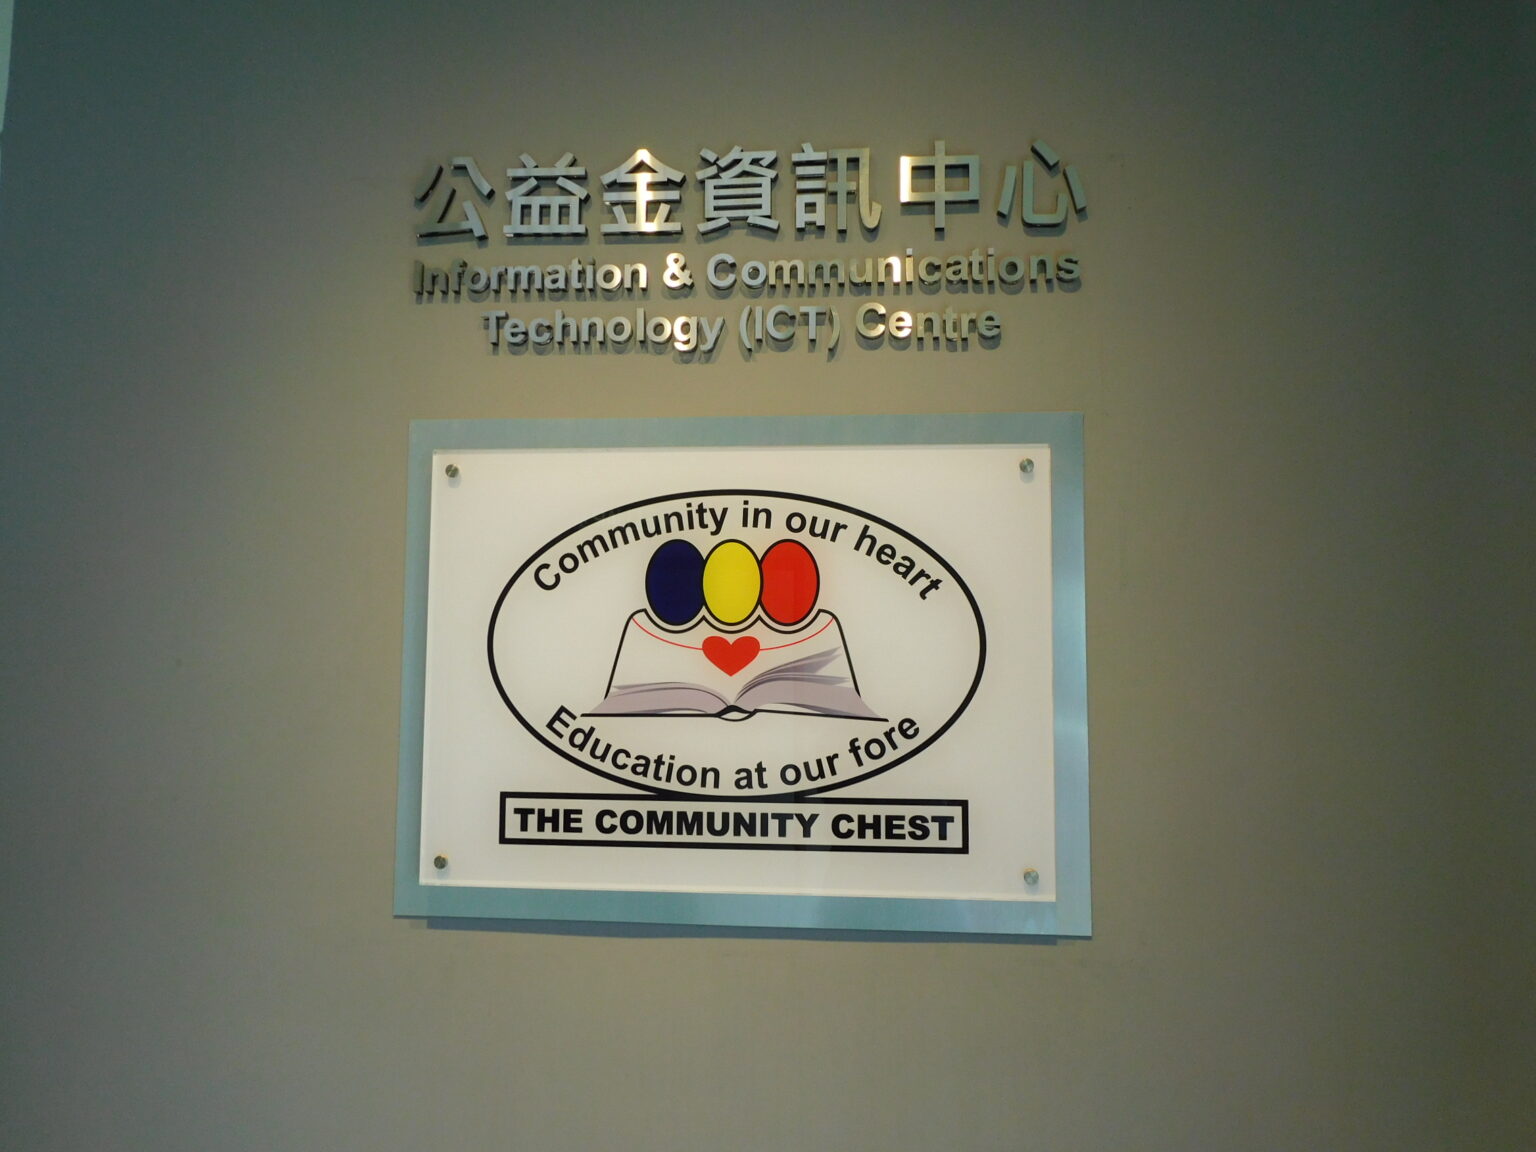 公益金資訊中心
Information & Communications
Technology (ICT) Centre
Community in our heart
Education at our fore
THE COMMUNITY CHEST